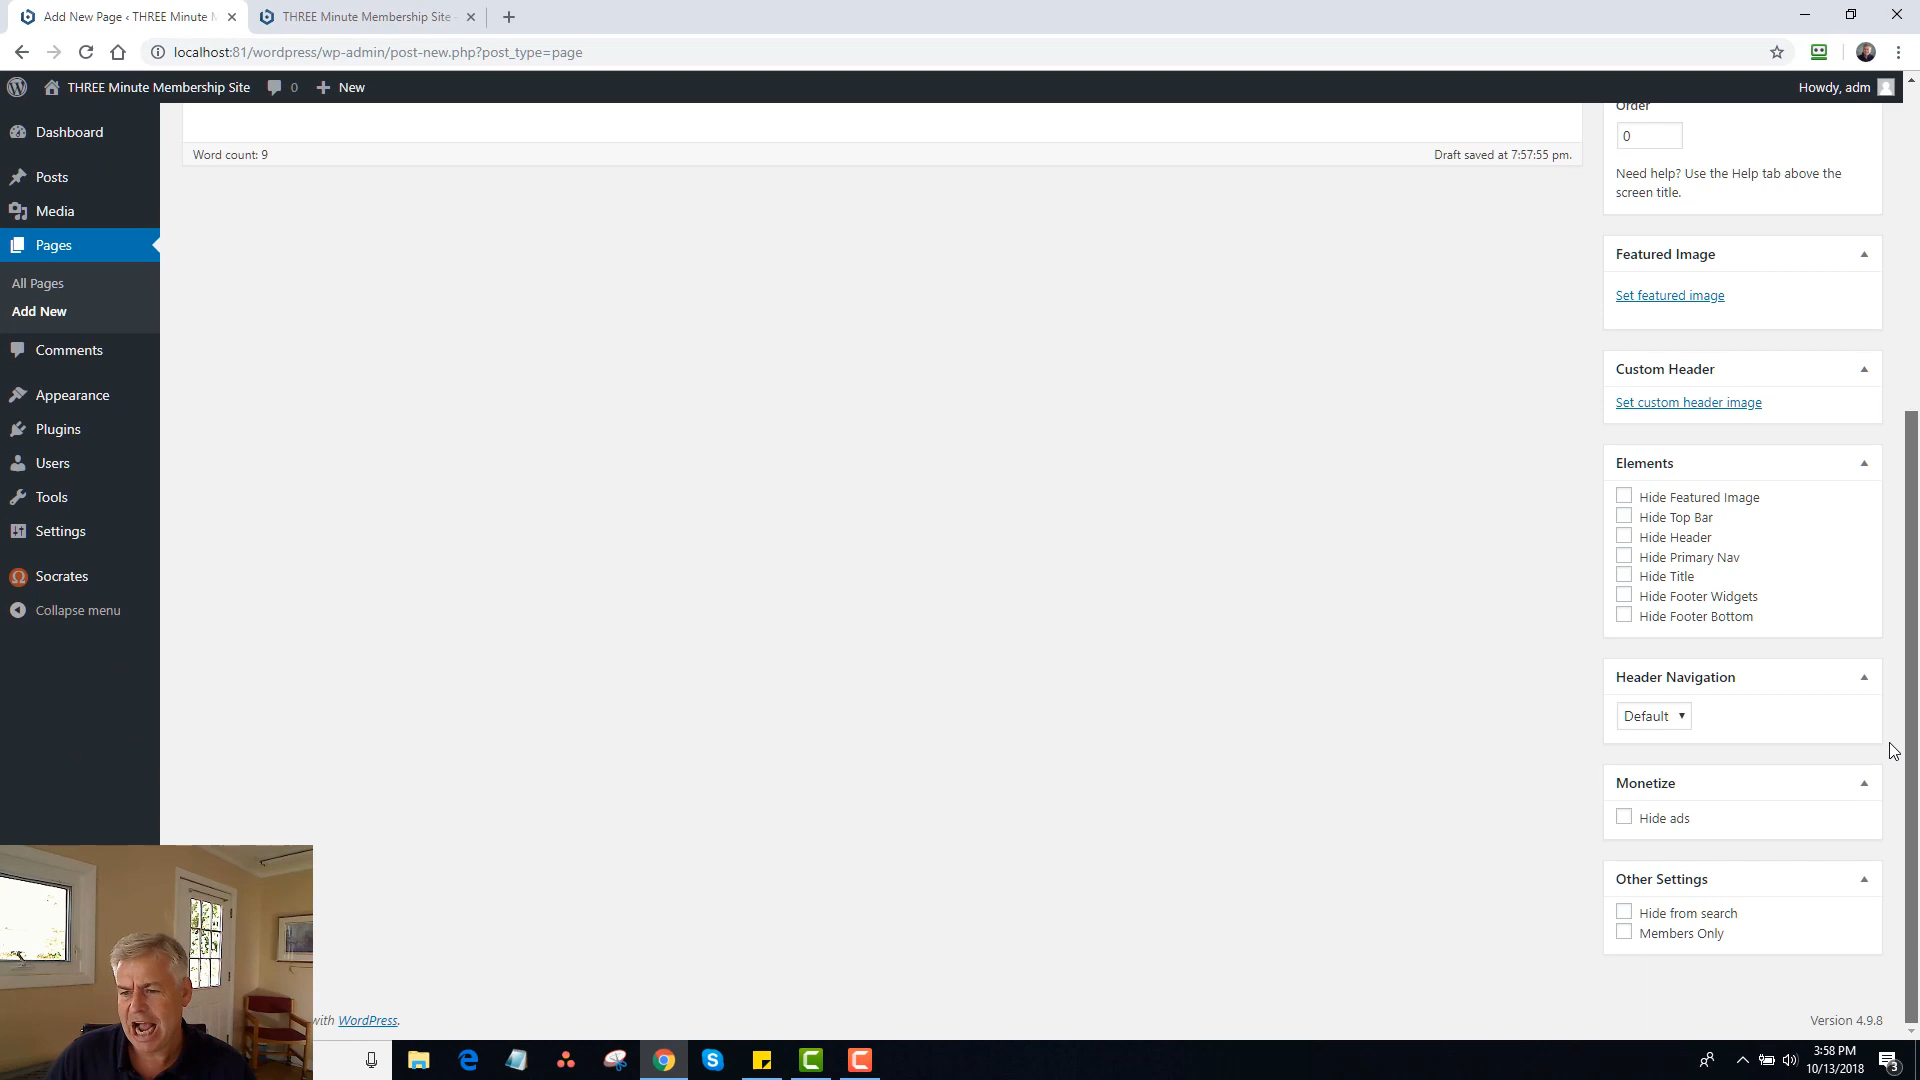 Add New Page ‹ THREE Minute M
THREE Minute Membership Site -
localhost:81/wordpress/wp-admin/post-new.php?post_type=page
THREE Minute Membership Site
0
New
Howdy, adm
Dashboard
Posts
Media
Pages
All Pages
Add New
Comments
Appearance
Plugins
Users
Tools
Settings
Socrates
Collapse menu
Word count: 9
Draft saved at 7:57:55 pm.
Order
0
Need help? Use the Help tab above the
screen title.
Featured Image
Set featured image
Custom Header
Set custom header image
Elements
Hide Featured Image
Hide Top Bar
Hide Header
Hide Primary Nav
Hide Title
Hide Footer Widgets
Hide Footer Bottom
Header Navigation
Default
Monetize
Hide ads
Other Settings
Hide from search
Members Only
with WordPress.
Version 4.9.8
3:58 PM
10/13/2018
3